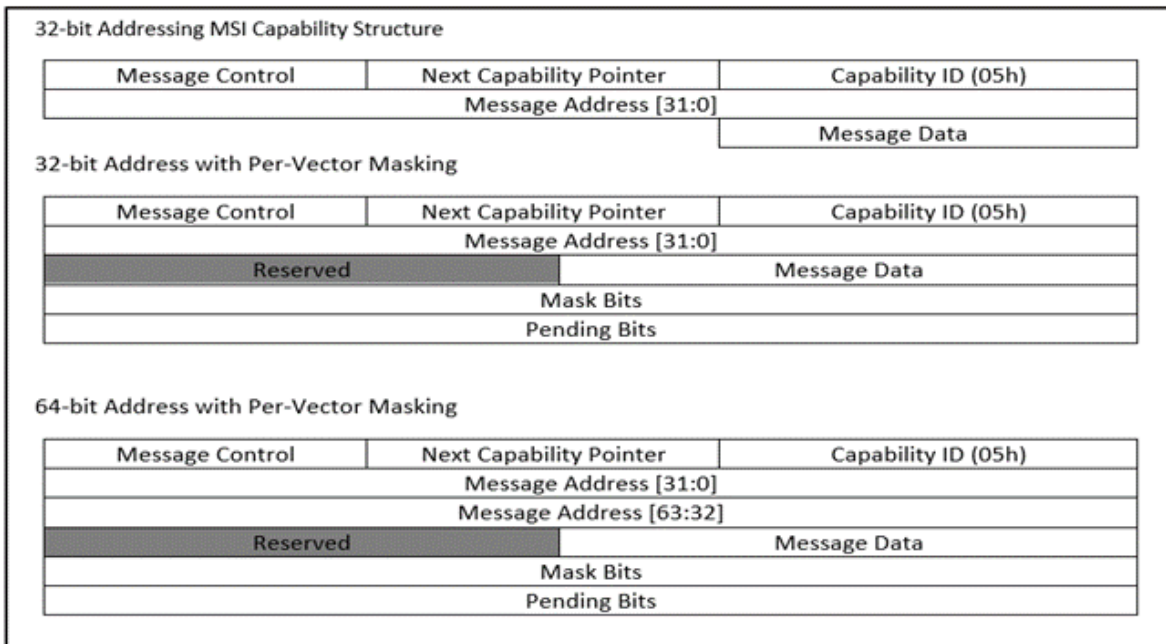 32-bit Addressing MSI Capability Structure
Message Control Next Capability Pointer Capability ID (05h)
Message Address [31:0]
Message Data
32-bit Address with Per-Vector Masking
Message Control Next Capability Pointer Capability ID (05h)
Message Address [31:0]
Reserved Message Data
Mask Bits
Pending Bits
64-bit Address with Per-Vector Masking
Message Control Next Capability Pointer Capability ID (05h)
Message Address [31:0]
Message Address [63:32]
Reserved Message Data
Mask Bits
Pending Bits